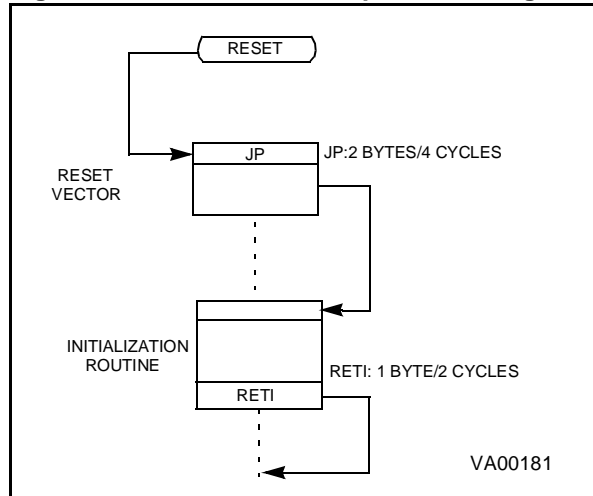 RESET
JP
JP:2 BYTES/4 CYCLES
RESET
VECTOR
INITIALIZATION
ROUTINE
RETI: 1 BYTE/2 CYCLES
RETI
VA00181